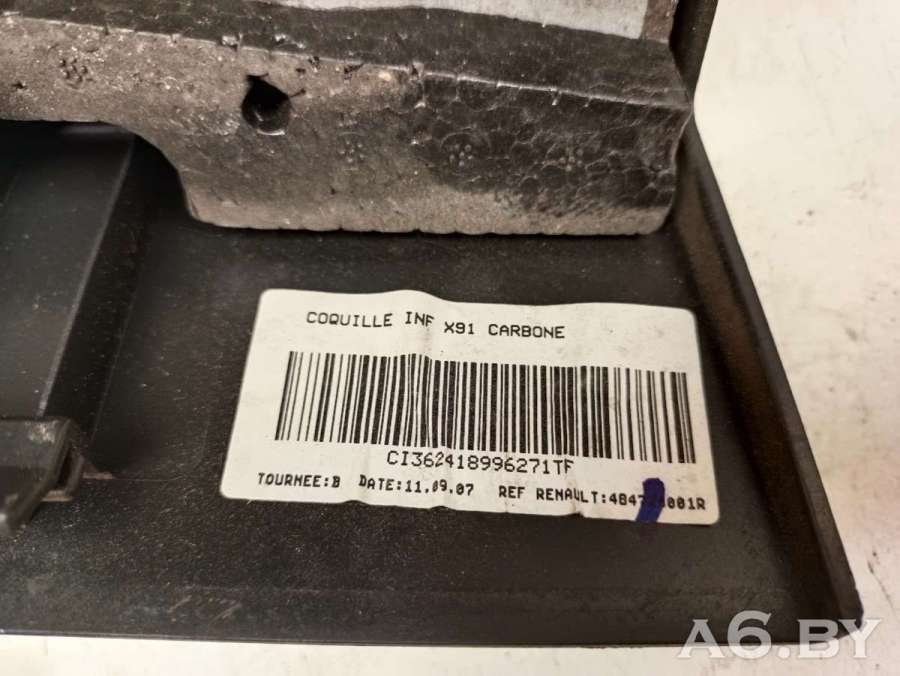 COQUILLE INF X91 CARBONE
CI362418996271TF
TOURNEE:B DATE:11.09.07 REF RENAULT:
A6.BY